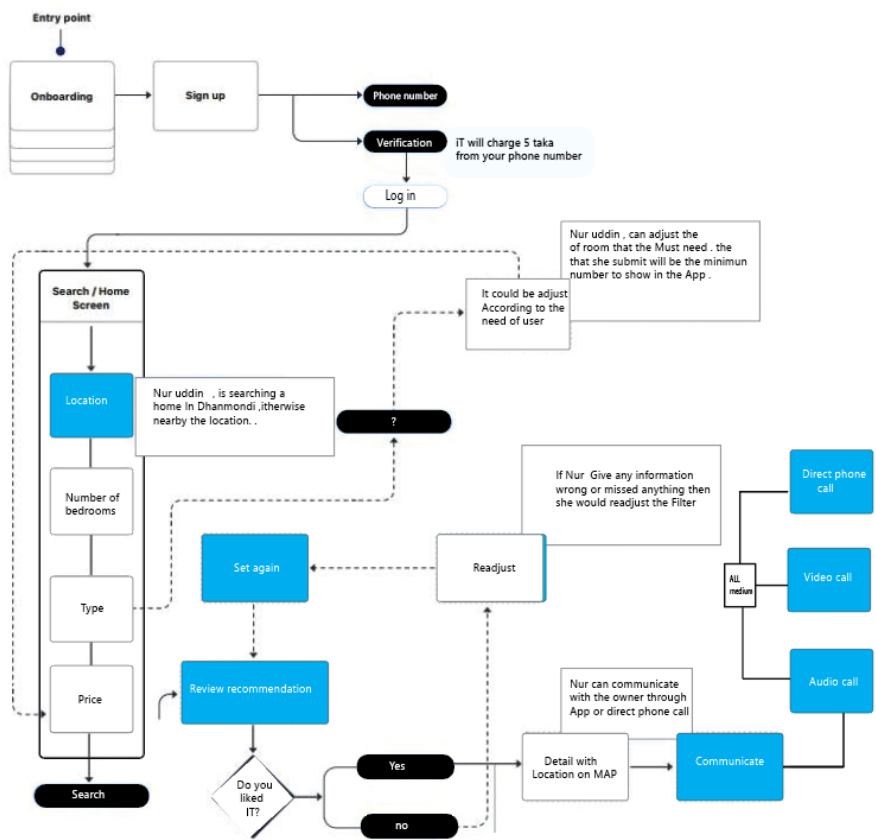 Entry point
Onboarding
Sign up
Phone number
Verification
iT will charge 5 taka
from your phone number
Log in
Nur uddin , can adjust the
of room that the Must need . the
that she submit will be the minimun
number to show in the App .
It could be adjust
According to the
need of user
Search / Home
Screen
Location
Nur uddin , is searching a
home In Dhanmondi ,itherwise
nearby the location. .
?
Number of
bedrooms
If Nur Give any information
wrong or missed anything then
she would readjust the Filter
Direct phone
call
Set again
Readjust
ALL
medium
Video call
Type
Review recommendation
Nur can communicate
with the owner through
App or direct phone call
Audio call
Price
Do you
liked
IT?
Yes
Detail with
Location on MAP
Communicate
Search
no